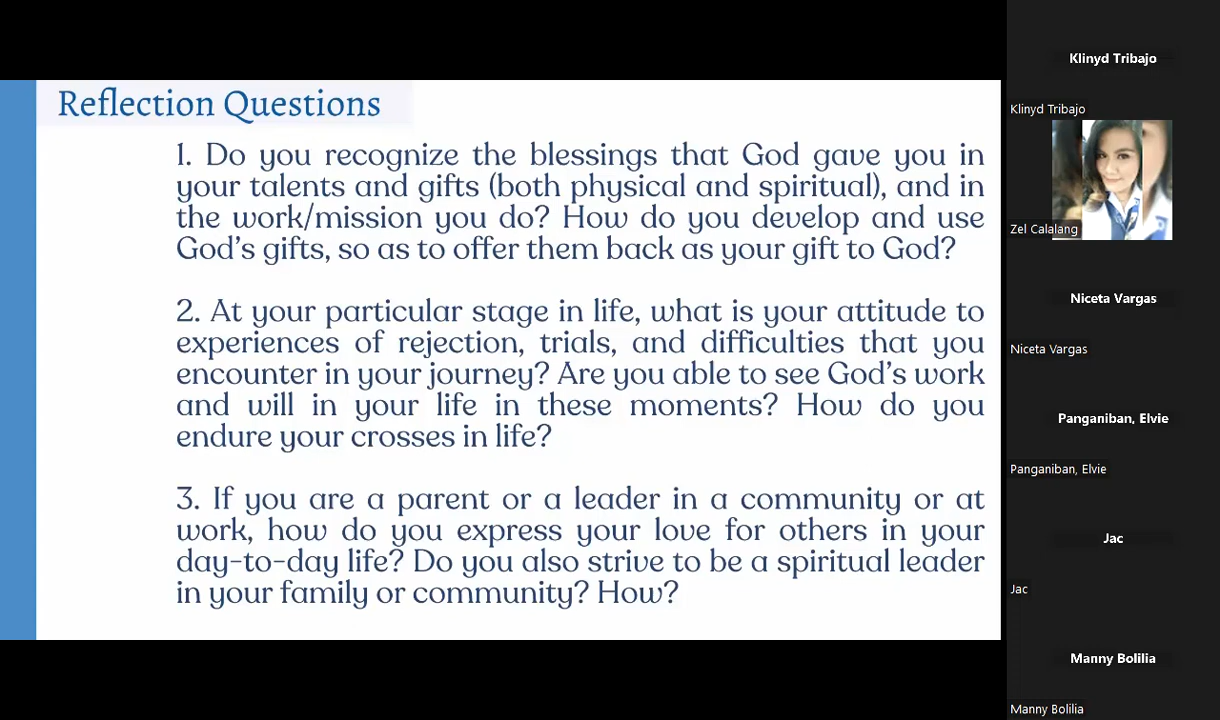 Reflection Questions
1. Do you recognize the blessings that God gave you in
your talents and gifts (both physical and spiritual), and in
the work/mission you do? How do you develop and use
God's gifts, so as to offer them back as your gift to God?
2. At your particular stage in life, what is your attitude to
experiences of rejection, trials, and difficulties that you
encounter in your journey? Are you able to see God's work
and will in your life in these moments? How do you
endure your crosses in life?
3. If you are a parent or a leader in a community or at
work, how do you express your love for others in your
day-to-day life? Do you also strive to be a spiritual leader
in your family or community? How?
Klinyd Tribajo
Klinyd Tribajo
Zel Calalang
Niceta Vargas
Niceta Vargas
Panganiban, Elvie
Panganiban, Elvie
Jac
Jac
Manny Bolilia
Manny Bolilia